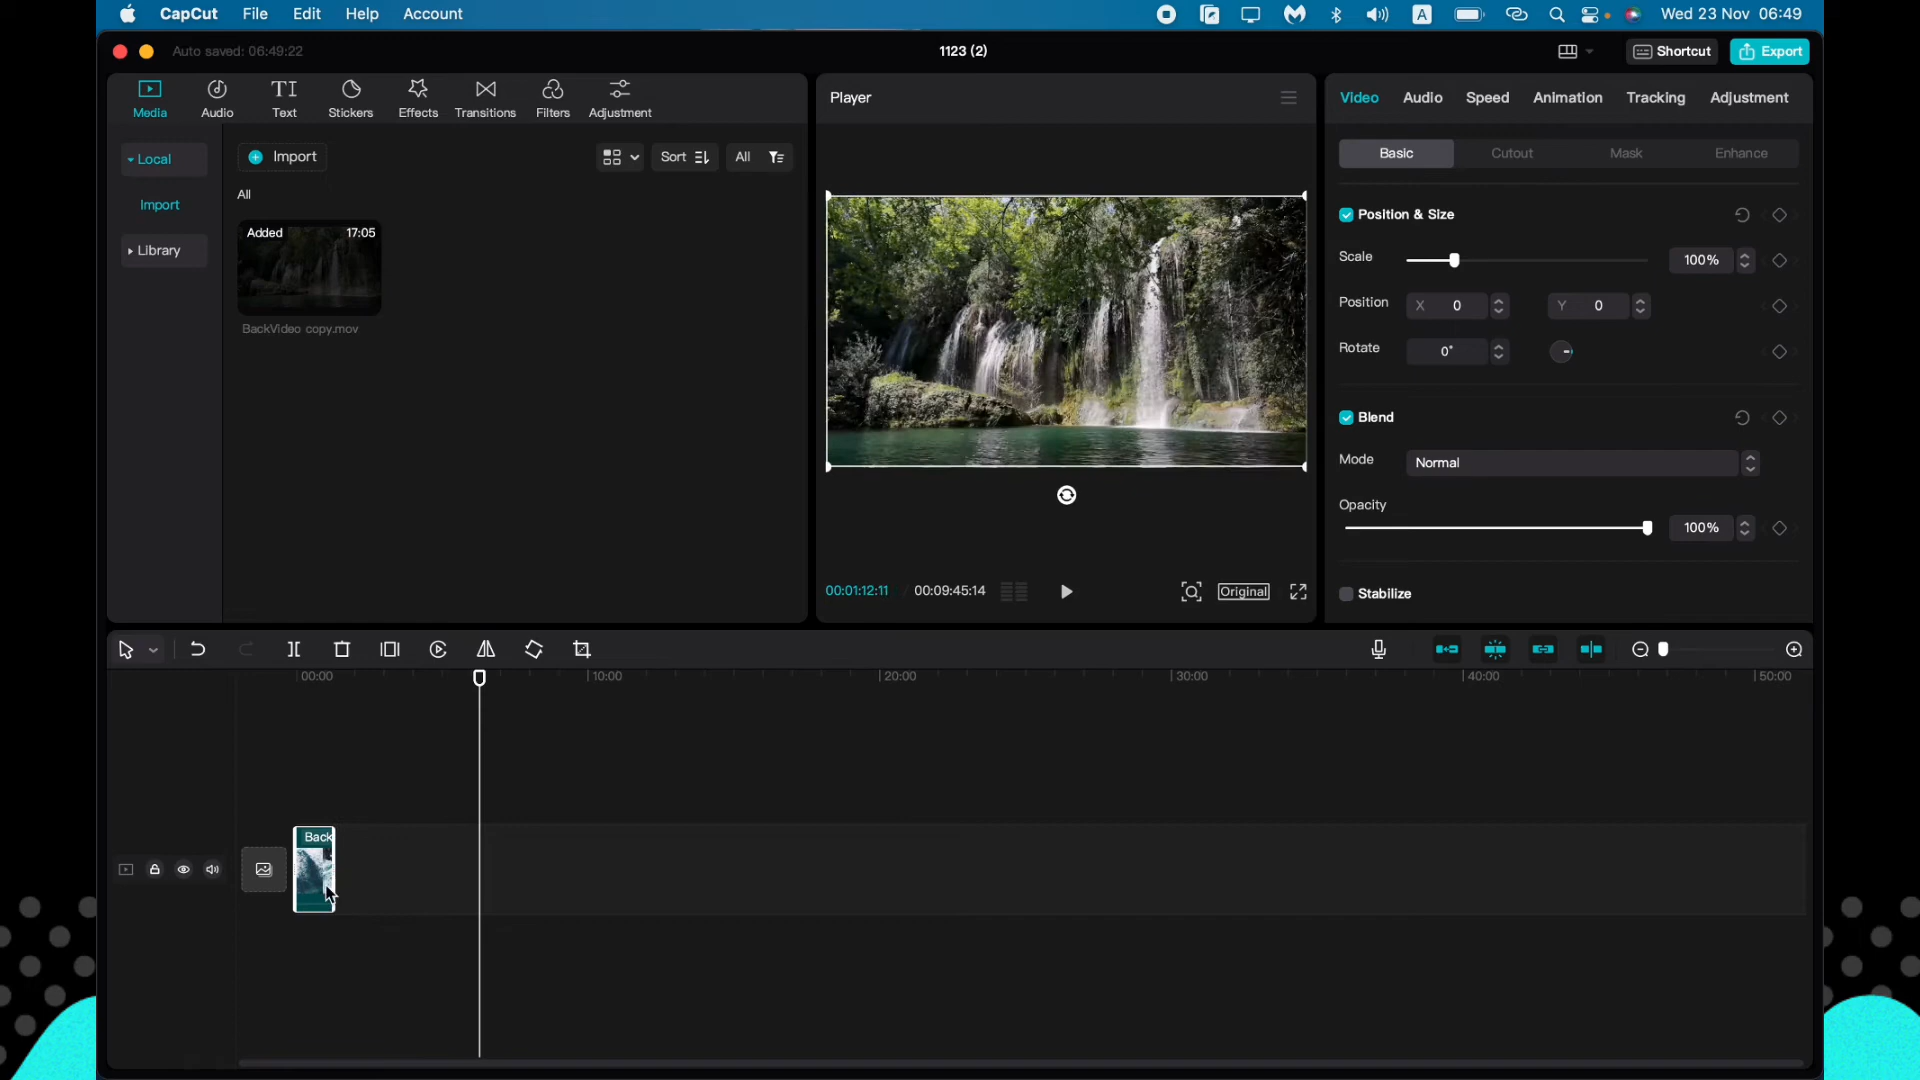 CapCut File Edit Help Account
A
Wed 23 Nov 06:49
Auto saved: 06:49:22
1123 (2)
Shortcut
Export
Media Audio Text Stickers Effects Transitions Filters Adjustment
TI
Local
Import
Library
Import
Sort
All
All
Added 17:05
BackVideo copy.mov
Player
00:01:12:11 / 00:09:45:14
Original
Video Audio Speed Animation Tracking Adjustment
Basic Cutout Mask Enhance
Position & Size
Scale 100%
Position X 0 Y 0
Rotate 0°
Blend
Mode Normal
Opacity
100%
Stabilize
00:00 10:00 20:00 30:00 40:00 50:00
Back